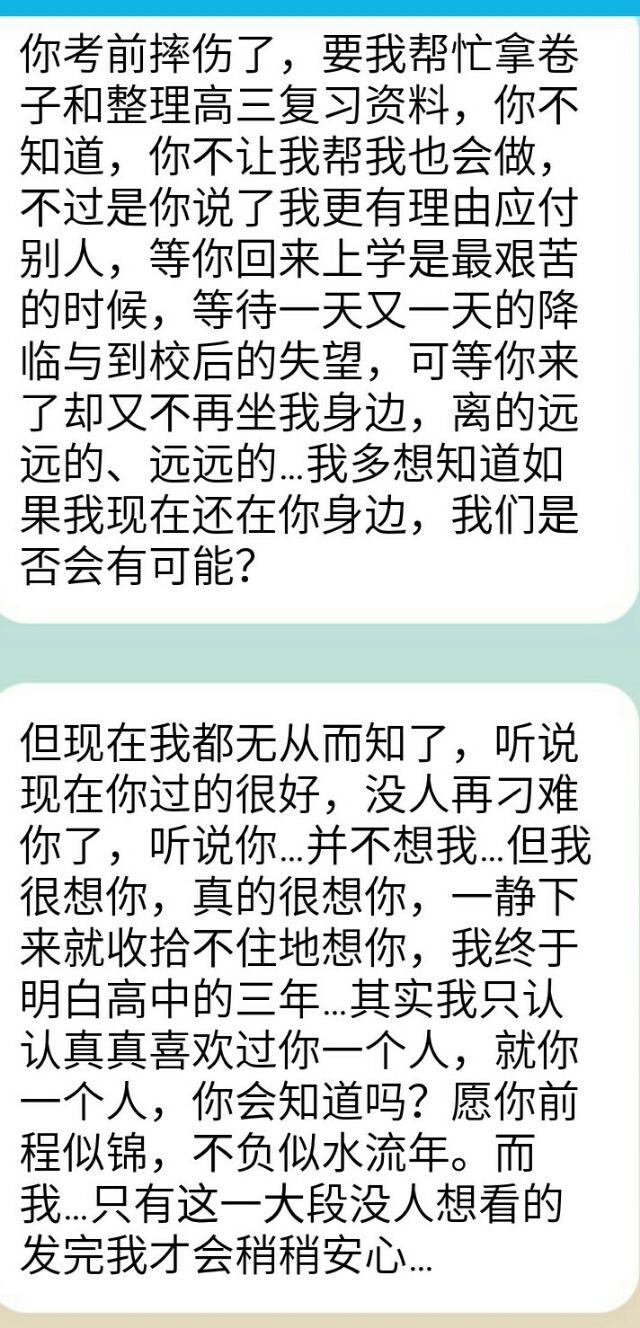 你考前摔伤了，要我帮忙拿卷
子和整理高三复习资料，你不
知道，你不让我帮我也会做，
不过是你说了我更有理由应付
别人，等你回来上学是最艰苦
的时候，等待一天又一天的降
临与到校后的失望，可等你来
了却又不再坐我身边，离的远
远的、远远的…我多想知道如
果我现在还在你身边，我们是
否会有可能？
但现在我都无从而知了，听说
现在你过的很好，没人再刁难
你了，听说你…并不想我…但我
很想你，真的很想你，一静下
来就收拾不住地想你，我终于
明白高中的三年…其实我只认
认真真喜欢过你一个人，就你
一个人，你会知道吗？愿你前
程似锦，不负似水流年。而
我…只有这一大段没人想看的
发完我才会稍稍安心…